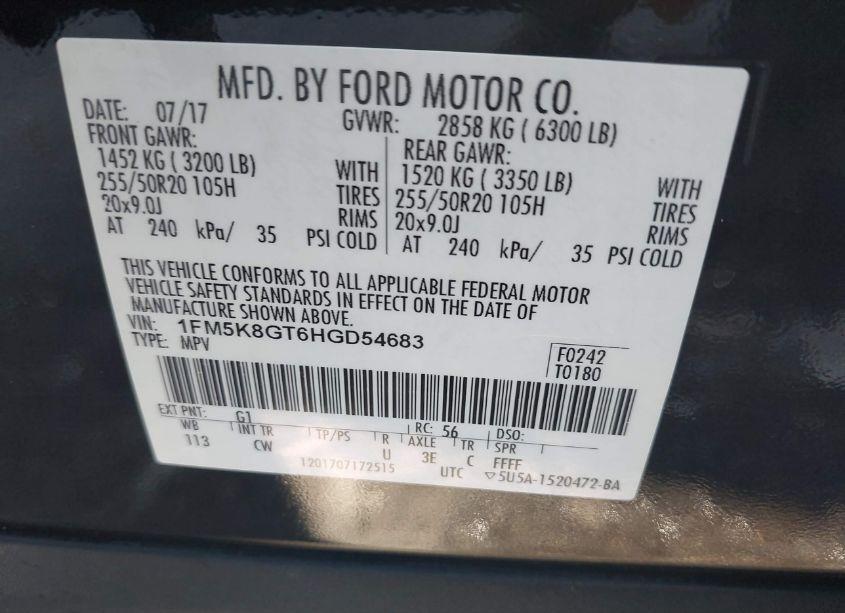 MFD. BY FORD MOTOR CO.
DATE: 07/17
GVWR: 2858 KG ( 6300 LB)
FRONT GAWR:
1452 KG ( 3200 LB) WITH
255/50R20 105H TIRES
20x9.0J RIMS
AT 240 kPa/ 35 PSI COLD
REAR GAWR:
1520 KG ( 3350 LB) WITH
255/50R20 105H TIRES
20x9.0J RIMS
AT 240 kPa/ 35 PSI COLD
THIS VEHICLE CONFORMS TO ALL APPLICABLE FEDERAL MOTOR
VEHICLE SAFETY STANDARDS IN EFFECT ON THE DATE OF
MANUFACTURE SHOWN ABOVE.
VIN: 1FM5K8GT6HGD54683
TYPE: MPV
F0242
T0180
EXT PNT: G1 RC: 56 DSO:
WB INT TR TP/PS R AXLE TR SPR
113 CW U 3E C FFFF
1201707172515 UTC ▽5U5A-1520472-BA